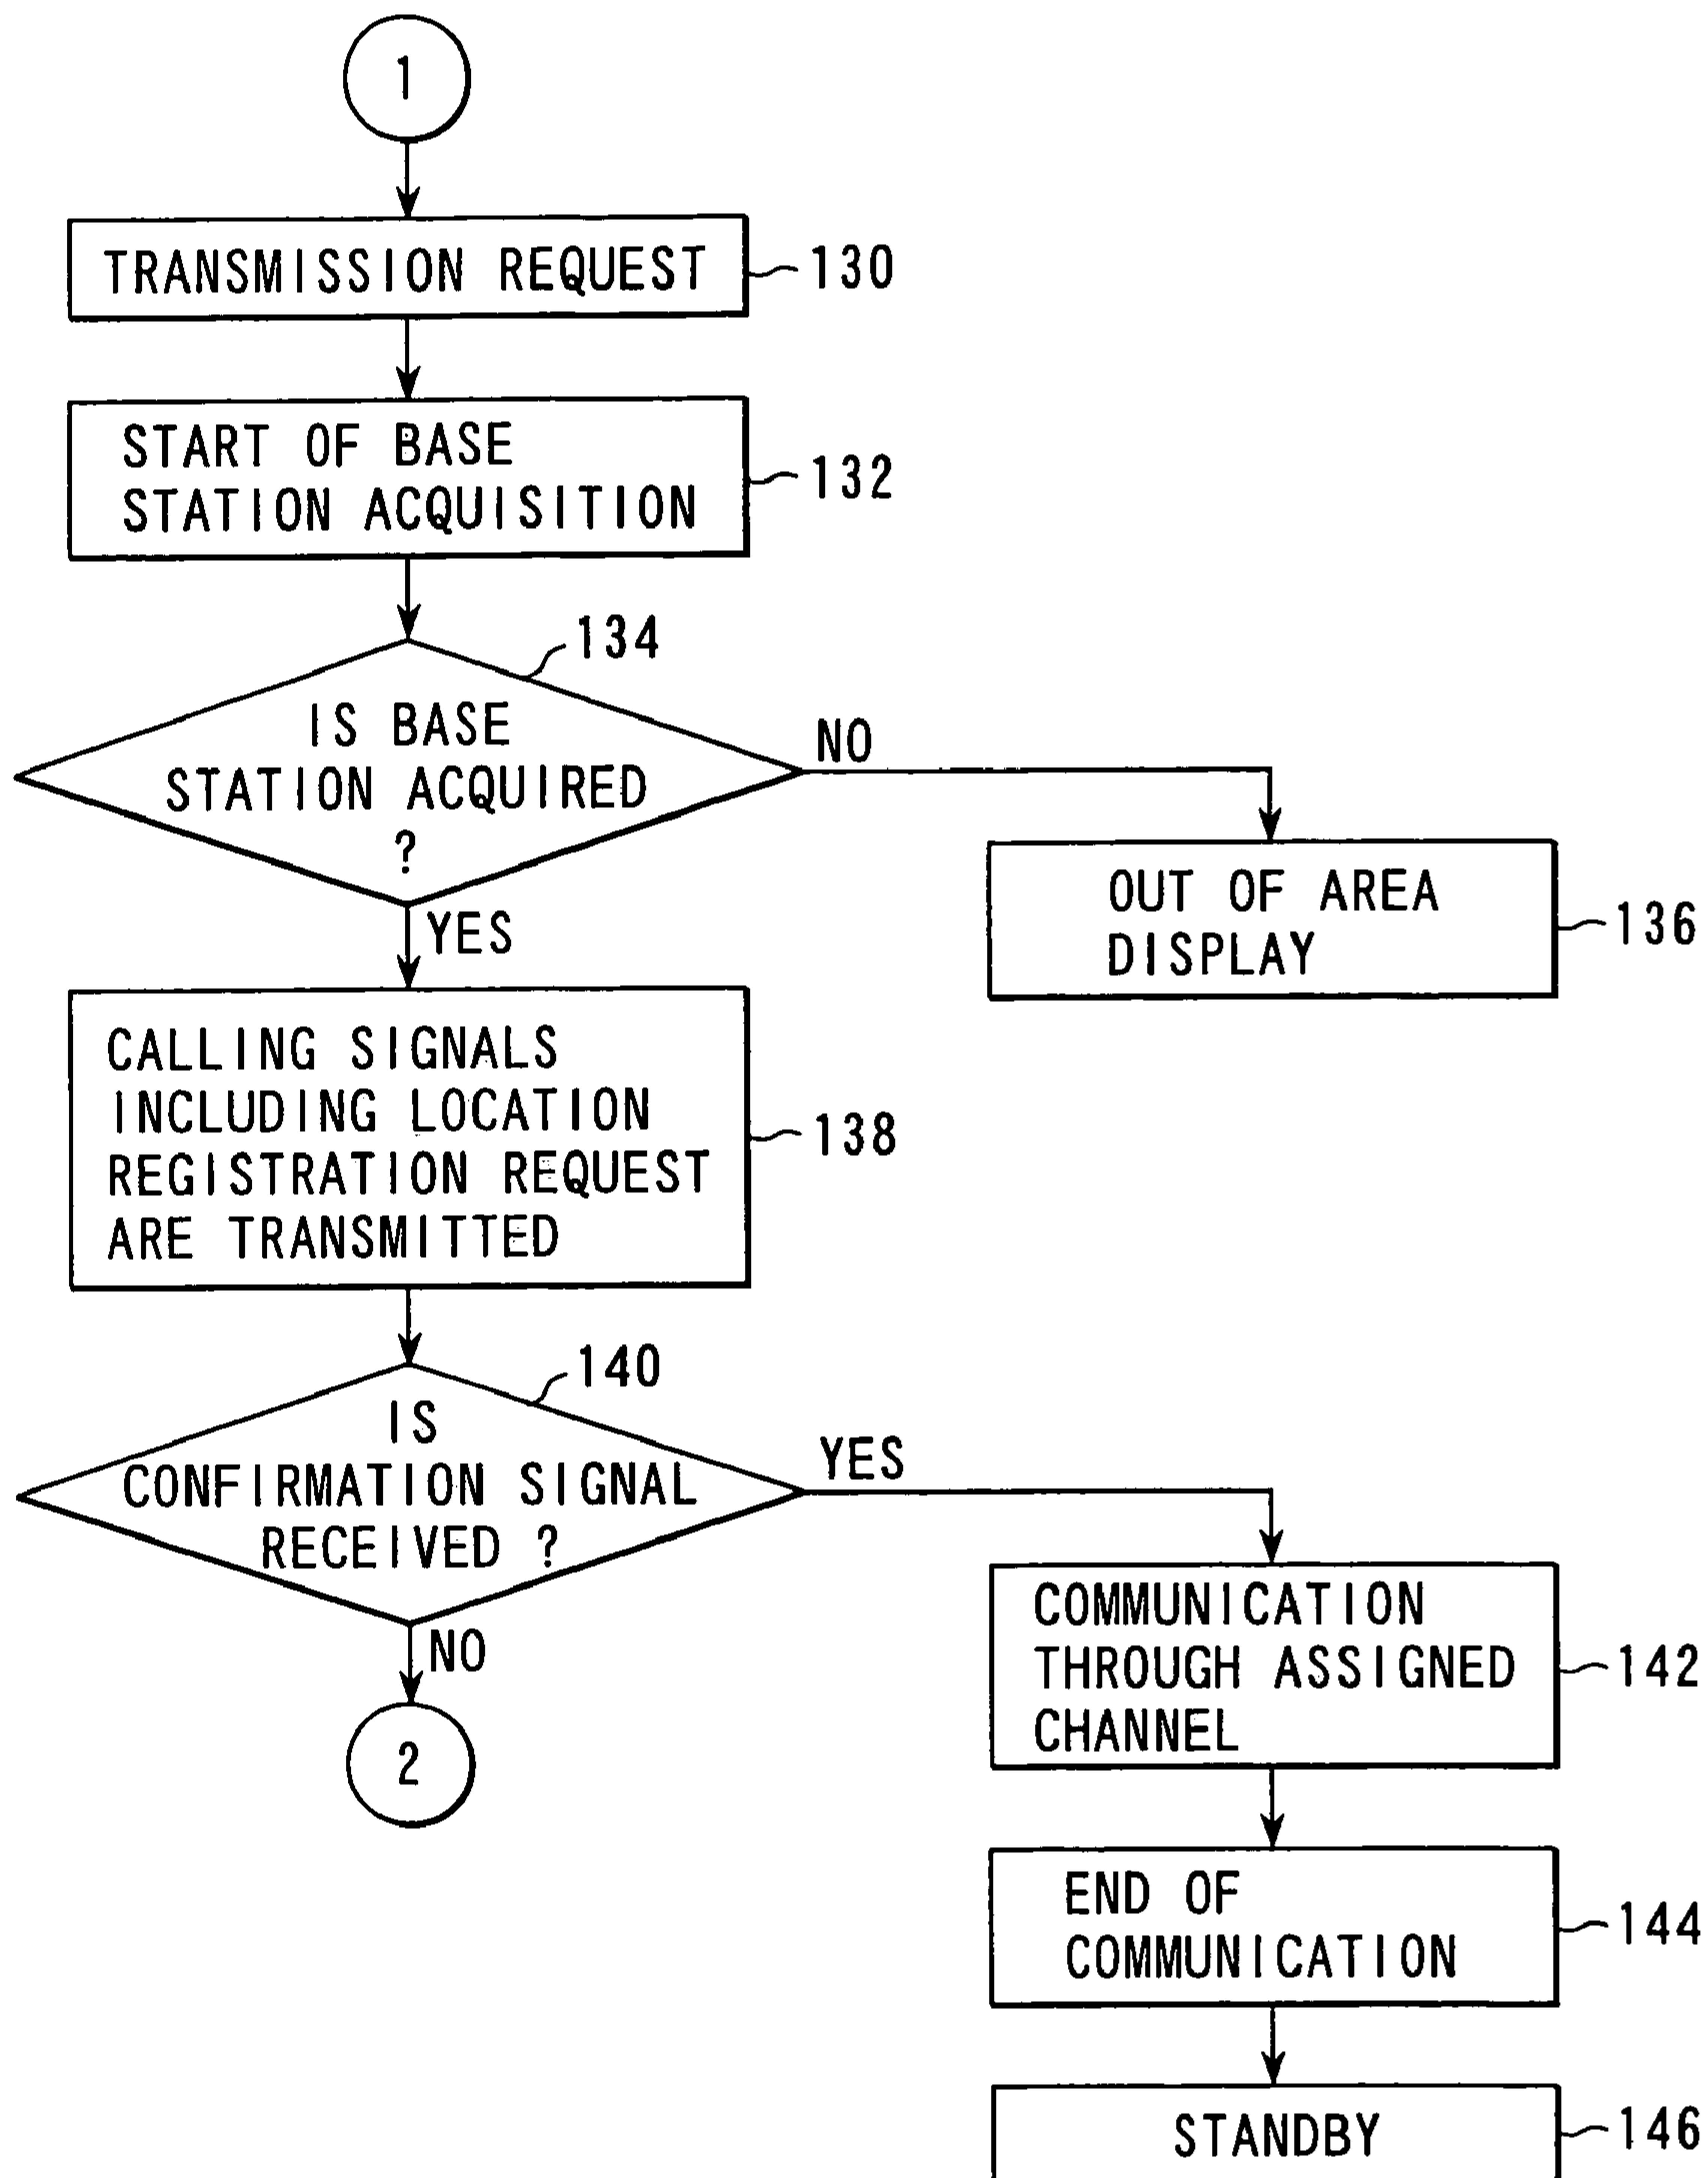 1
TRANSMISSION REQUEST
130
START OF BASE
STATION ACQUISITION
132
134
IS BASE
STATION ACQUIRED
?
NO
OUT OF AREA
DISPLAY
136
YES
CALLING SIGNALS
INCLUDING LOCATION
REGISTRATION REQUEST
ARE TRANSMITTED
138
140
IS
CONFIRMATION SIGNAL
RECEIVED ?
YES
NO
2
COMMUNICATION
THROUGH ASSIGNED
CHANNEL
142
END OF
COMMUNICATION
144
STANDBY
146